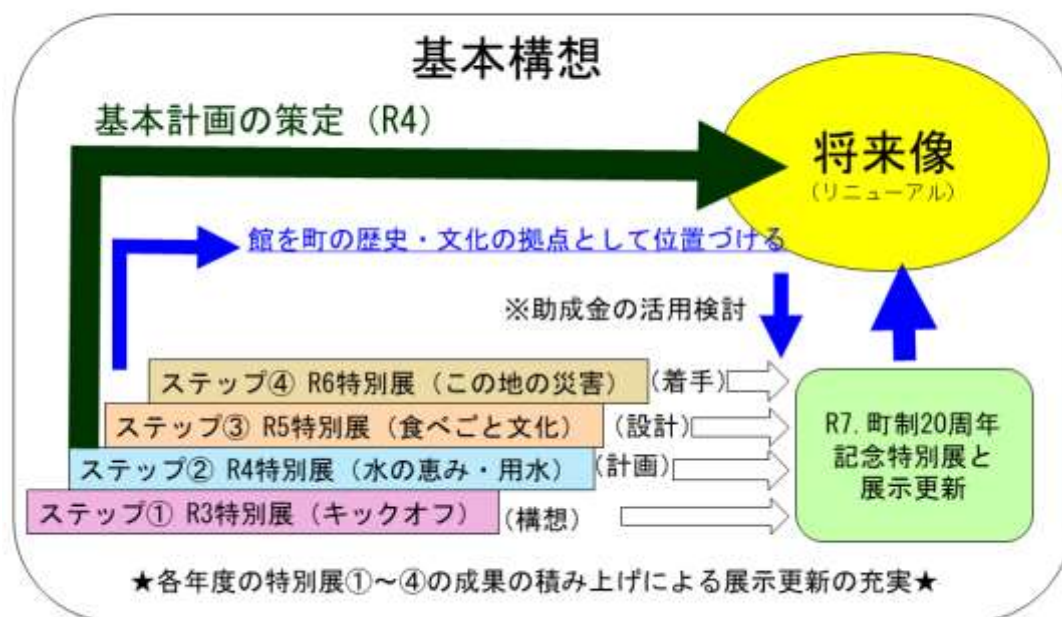 基本構想
基本計画の策定（R4）
将来像
（リニューアル）
館を町の歴史・文化の拠点として位置づける
※助成金の活用検討
ステップ④ R6特別展（この地の災害）（着手）
ステップ③ R5特別展（食べごと文化）（設計）
ステップ② R4特別展（水の恵み・用水）（計画）
ステップ① R3特別展（キックオフ）（構想）
R7.町制20周年
記念特別展と
展示更新
★各年度の特別展①～④の成果の積み上げによる展示更新の充実★